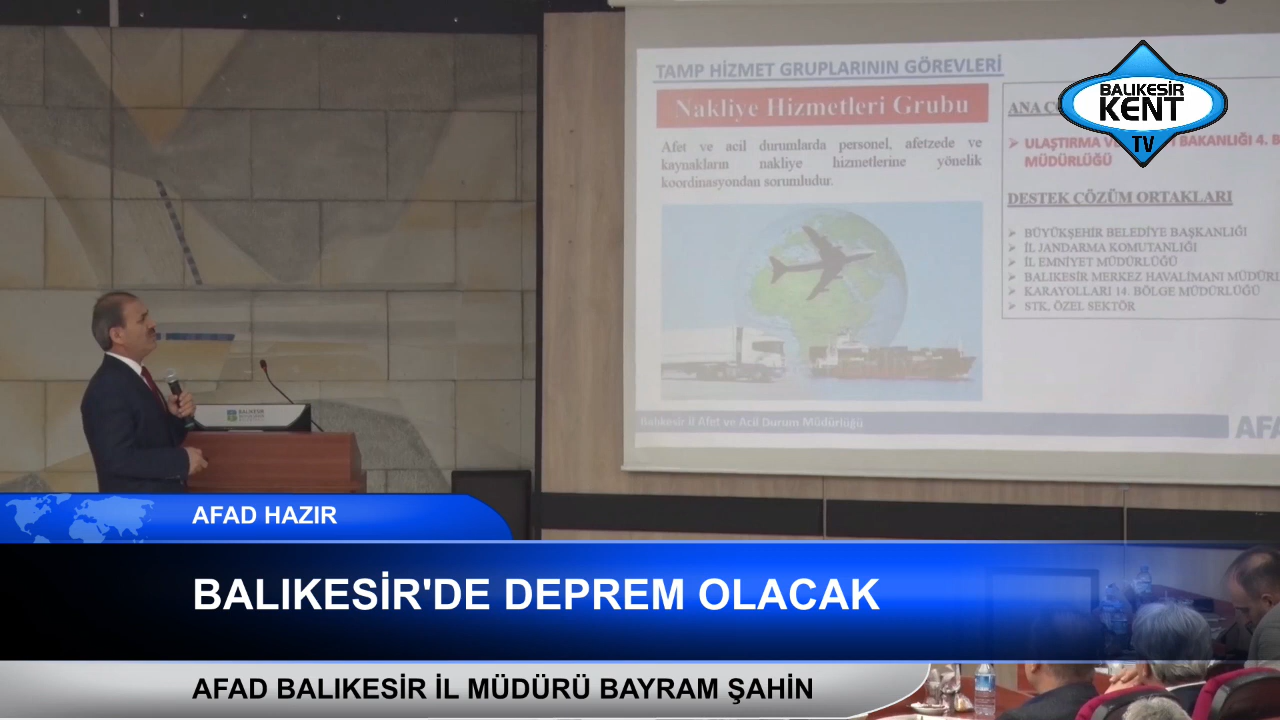 TAMP HİZMET GRUPLARININ GÖREVLERİ
Nakliye Hizmetleri Grubu
Afet ve acil durumlarda personel, afetzede ve
kaynakların nakliye hizmetlerine yönelik
koordinasyondan sorumludur.
ANA
ULAŞTIRMA BAKANLIĞI 4.
MÜDÜRLÜĞÜ
DESTEK ÇÖZÜM ORTAKLARI
➢ BÜYÜKŞEHİR BELEDİYE BAŞKANLIĞI
➢ İL JANDARMA KOMUTANLIĞI
➢ İL EMNİYET MÜDÜRLÜĞÜ
➢ BALIKESİR MERKEZ HAVALİMANI
➢ KARAYOLLARI 14. BÖLGE MÜDÜRLÜĞÜ
➢ STK, ÖZEL SEKTÖR
Balıkesir İl Afet ve Acil Durum Müdürlüğü
BALIKESİR
KENT
TV
BALIKESİR
AFAD HAZIR
BALIKESİR'DE DEPREM OLACAK
AFAD BALIKESİR İL MÜDÜRÜ BAYRAM ŞAHİN